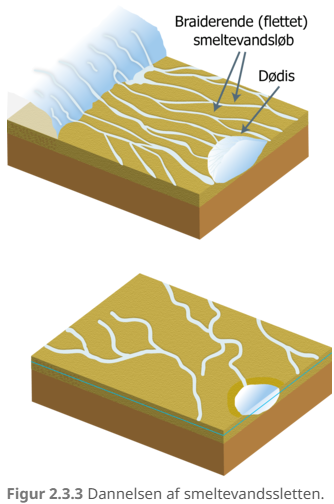 Braiderende (flettet)
smeltevandsløb
Dødis
Figur 2.3.3 Dannelsen af smeltevandssletten.